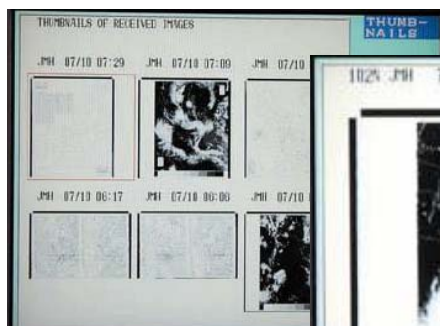 THUMBNAILS OF RECEIVED IMAGES
THUMB-
NAILS
JMH 07/10 07:29
JMH 07/10 07:09
JMH 07/10
102% JMH
JMH 07/10 06:17
JMH 07/10 06:06
JMH 07/10